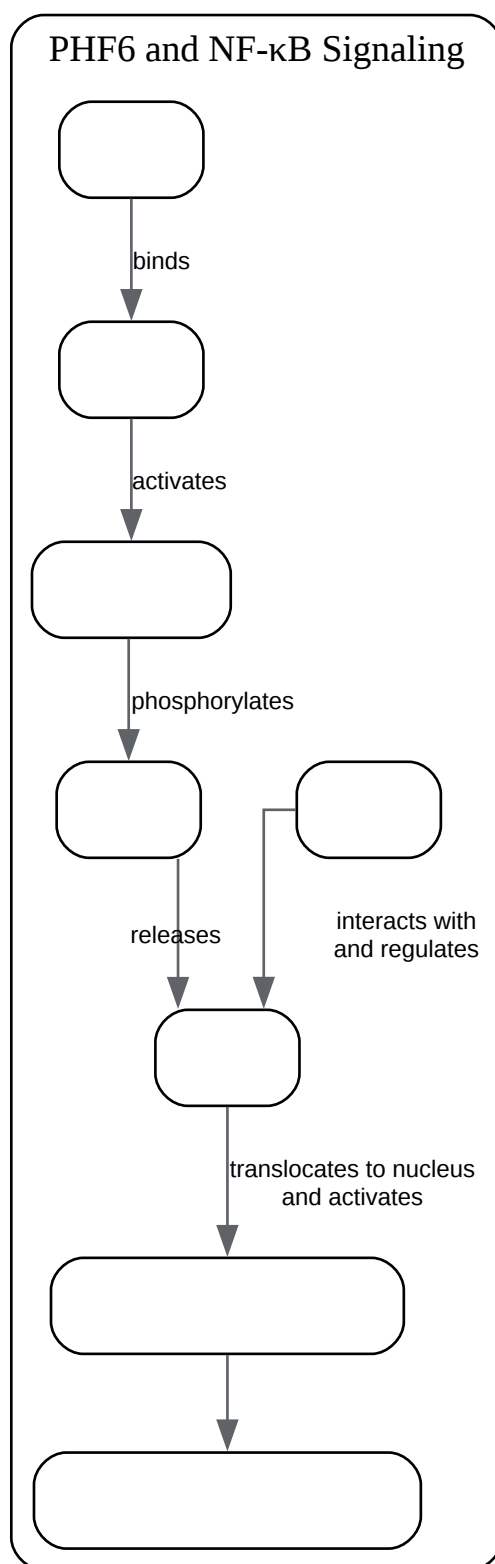 PHF6 and NF-κB Signaling
binds
activates
phosphorylates
releases
interacts with
and regulates
translocates to nucleus
and activates